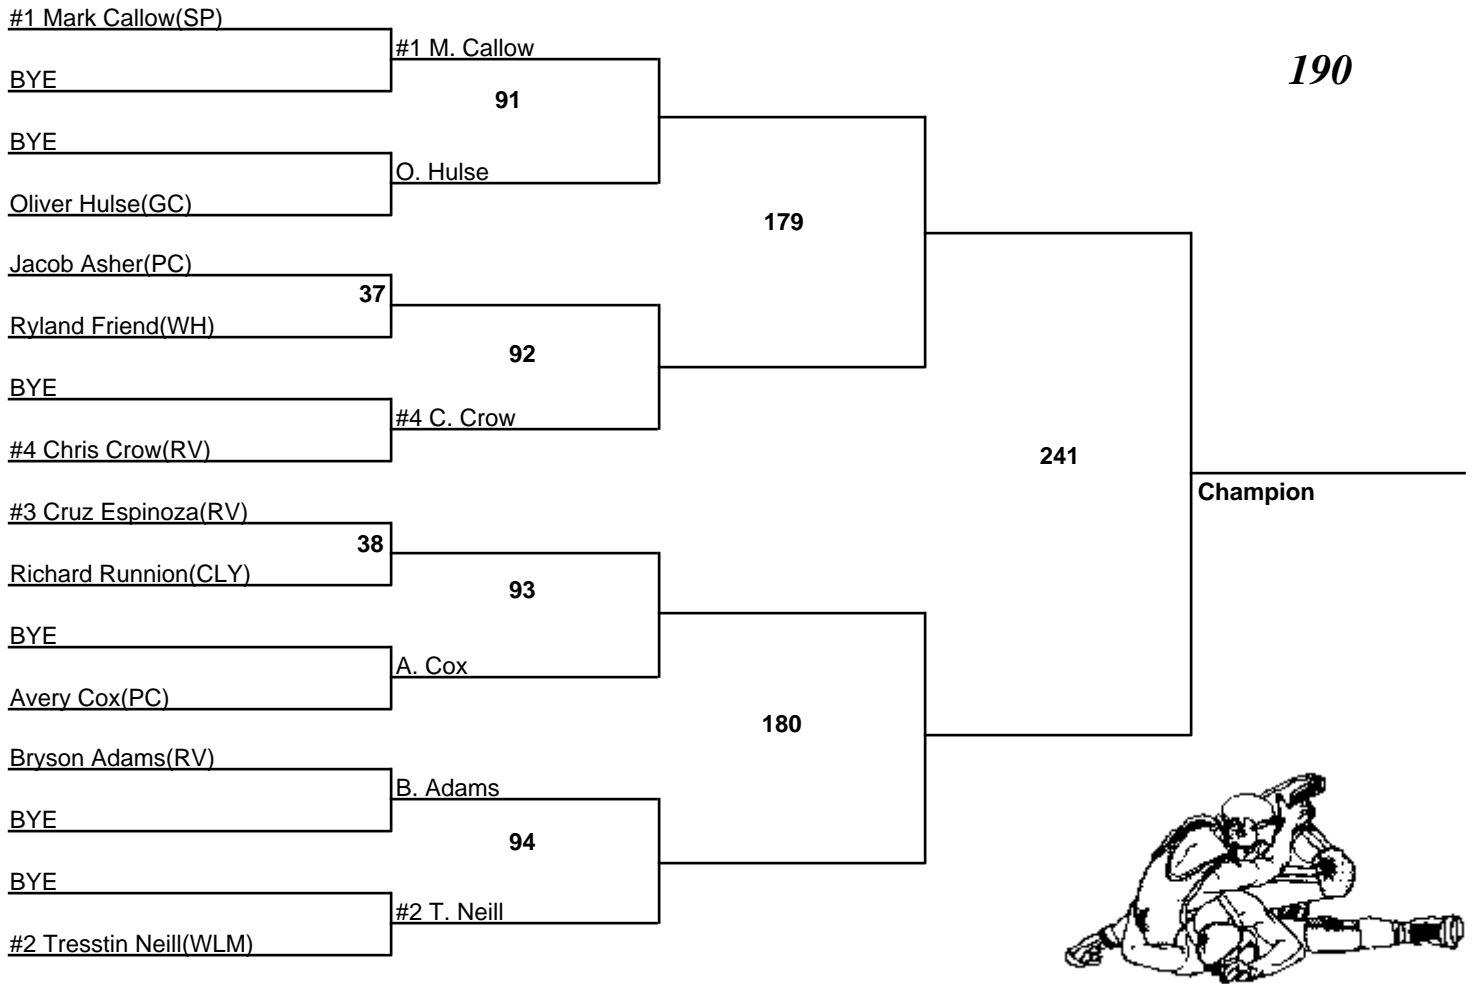 #1 Mark Callow(SP)
#1 M. Callow
190
BYE
91
BYE
O. Hulse
Oliver Hulse(GC)
179
Jacob Asher(PC)
37
Ryland Friend(WH)
92
BYE
#4 C. Crow
#4 Chris Crow(RV)
241
Champion
#3 Cruz Espinoza(RV)
38
Richard Runnion(CLY)
93
BYE
A. Cox
Avery Cox(PC)
180
Bryson Adams(RV)
B. Adams
BYE
94
BYE
#2 T. Neill
#2 Tresstin Neill(WLM)